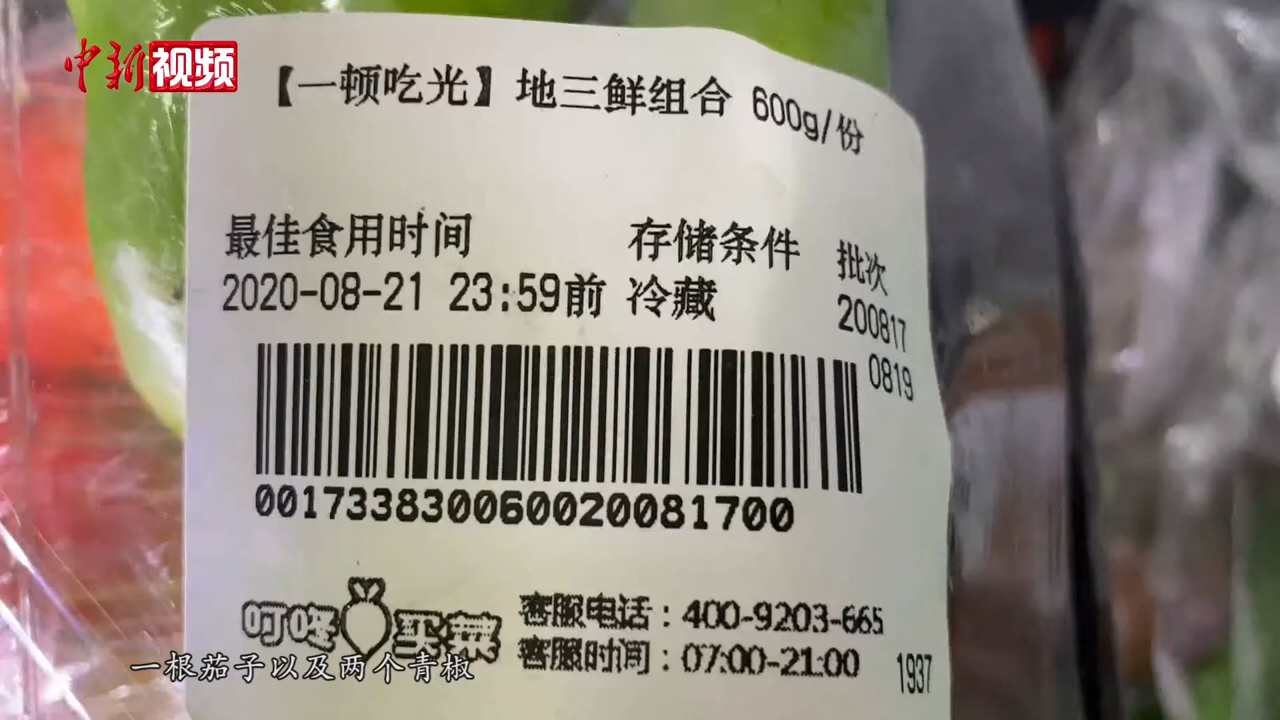 中新视频
【一顿吃光】地三鲜组合 600g/份
最佳食用时间 存储条件 批次
2020-08-21 23:59前 冷藏 200817
0819
00173383006002008170​0
叮咚买菜
客服电话：400-9203-665
客服时间：07:00-21:00
1937
一根茄子以及两个青椒